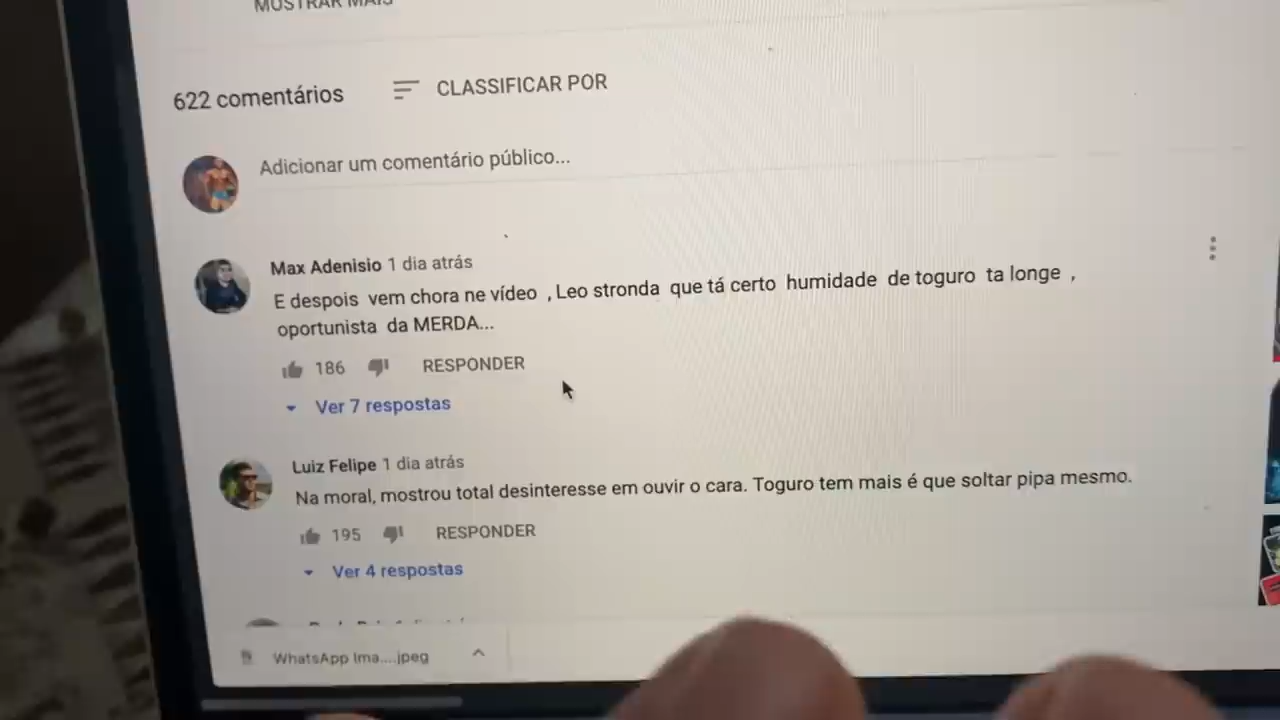 MOSTRAR MAIS
622 comentários
CLASSIFICAR POR
Adicionar um comentário público...
Max Adenisio 1 dia atrás
E despois vem chora ne vídeo , Leo stronda que tá certo humidade de toguro ta longe ,
oportunista da MERDA...
186 RESPONDER
Ver 7 respostas
Luiz Felipe 1 dia atrás
Na moral, mostrou total desinteresse em ouvir o cara. Toguro tem mais é que soltar pipa mesmo.
195 RESPONDER
Ver 4 respostas
WhatsApp Ima....jpeg